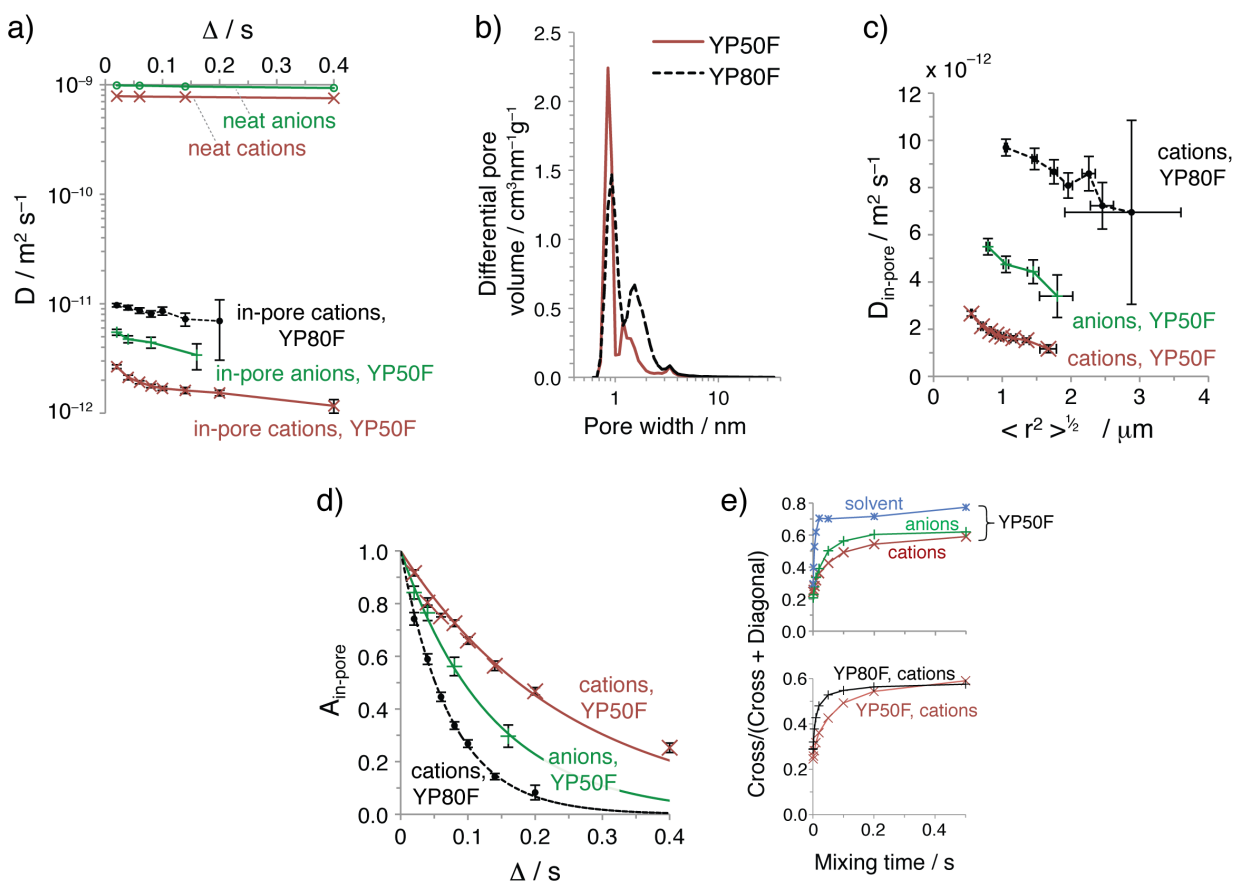 a)
Δ / s
0 0.1 0.2 0.3 0.4
10⁻⁹
10⁻¹⁰
10⁻¹¹
10⁻¹²
D / m² s⁻¹
neat anions
neat cations
in-pore cations,
YP80F
in-pore anions, YP50F
in-pore cations, YP50F
b)
2.5
2.0
1.5
1.0
0.5
0.0
Differential pore
volume / cm³nm⁻¹g⁻¹
YP50F
YP80F
1 10
Pore width / nm
c)
x 10⁻¹²
12
10
8
6
4
2
0
D in-pore / m² s⁻¹
cations,
YP80F
anions, YP50F
cations, YP50F
0 1 2 3 4
< r² >^½ / μm
d)
1.0
0.8
0.6
0.4
0.2
0.0
A in-pore
cations,
YP50F
anions,
YP50F
cations,
YP80F
0 0.1 0.2 0.3 0.4
Δ / s
e)
0.8
0.6
0.4
0.2
0.0
solvent
anions
cations
YP50F
Cross/(Cross + Diagonal)
0.6
0.4
0.2
0.0
YP80F, cations
YP50F, cations
0 0.2 0.4
Mixing time / s